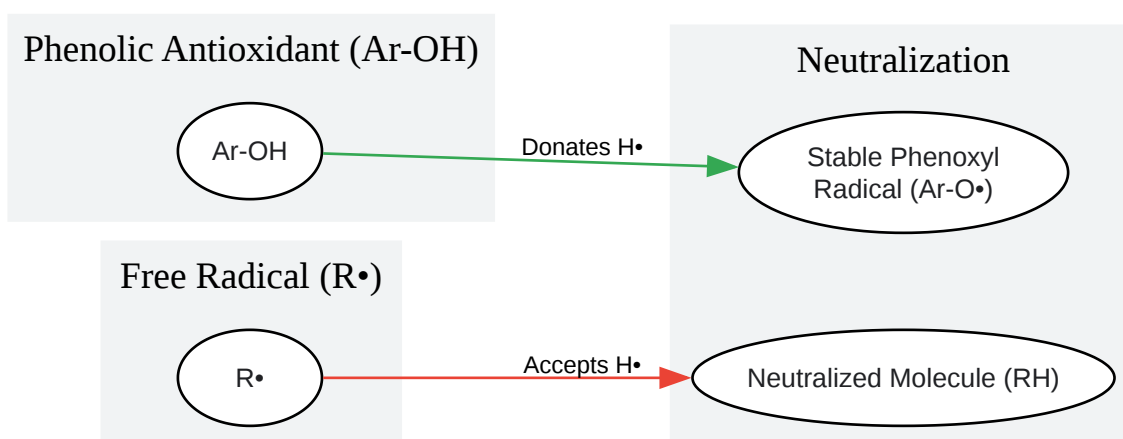 Phenolic Antioxidant (Ar-OH)
Ar-OH
Donates H•
Neutralization
Stable Phenoxyl
Radical (Ar-O•)
Free Radical (R•)
R•
Accepts H•
Neutralized Molecule (RH)